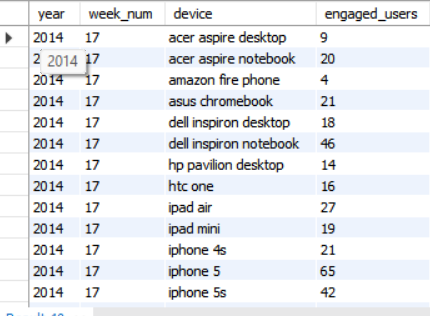 year week_num device engaged_users
2014 17 acer aspire desktop 9
2 2014 17 acer aspire notebook 20
2014 17 amazon fire phone 4
2014 17 asus chromebook 21
2014 17 dell inspiron desktop 18
2014 17 dell inspiron notebook 46
2014 17 hp pavilion desktop 14
2014 17 htc one 16
2014 17 ipad air 27
2014 17 ipad mini 19
2014 17 iphone 4s 21
2014 17 iphone 5 65
2014 17 iphone 5s 42